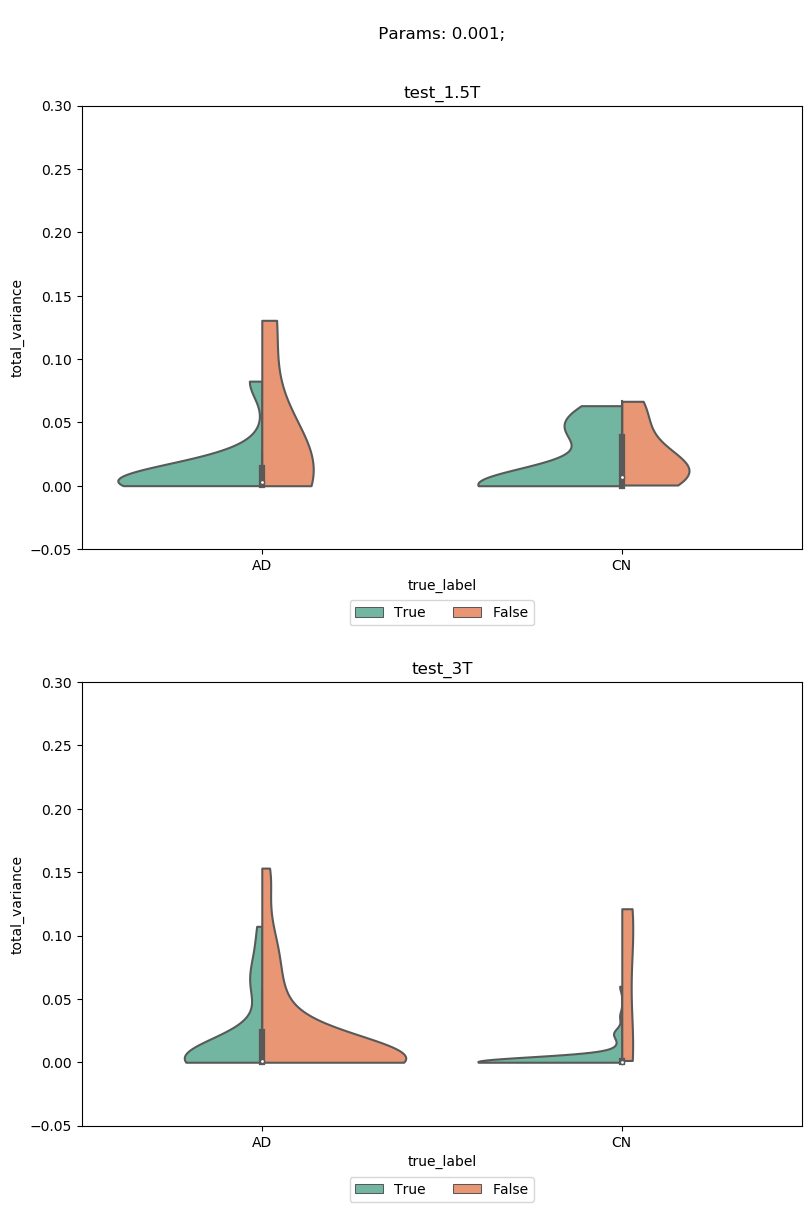 Params: 0.001;
test_1.5T
0.30
0.25
0.20
0.15
0.10
0.05
0.00
−0.05
total_variance
AD CN
true_label
True False
test_3T
0.30
0.25
0.20
0.15
0.10
0.05
0.00
−0.05
total_variance
AD CN
true_label
True False